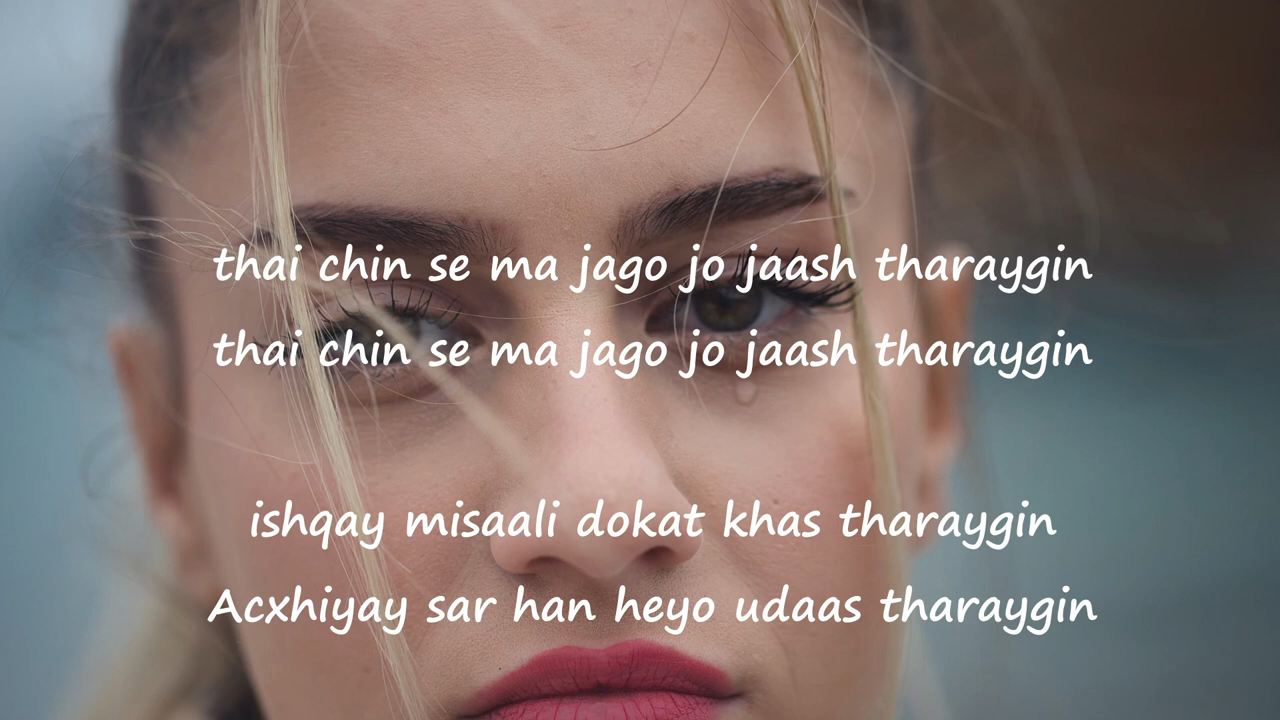 thai chin se ma jago jo jaash tharaygin
thai chin se ma jago jo jaash tharaygin
ishqay misaali dokat khas tharaygin
Acxhiyay sar han heyo udaas tharaygin